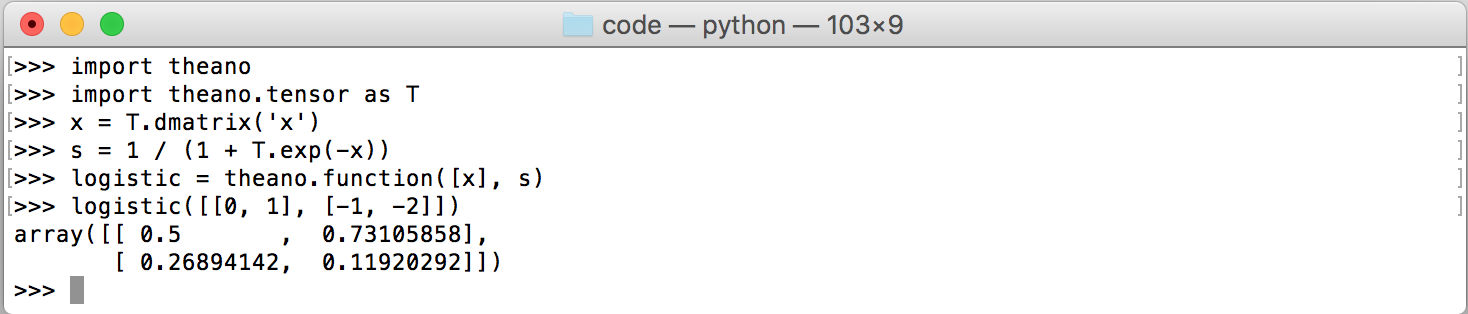 code — python — 103×9
[>>> import theano ]
[>>> import theano.tensor as T ]
[>>> x = T.dmatrix('x') ]
[>>> s = 1 / (1 + T.exp(-x)) ]
[>>> logistic = theano.function([x], s) ]
[>>> logistic([[0, 1], [-1, -2]]) ]
array([[ 0.5       ,  0.73105858],
       [ 0.26894142,  0.11920292]])
>>>